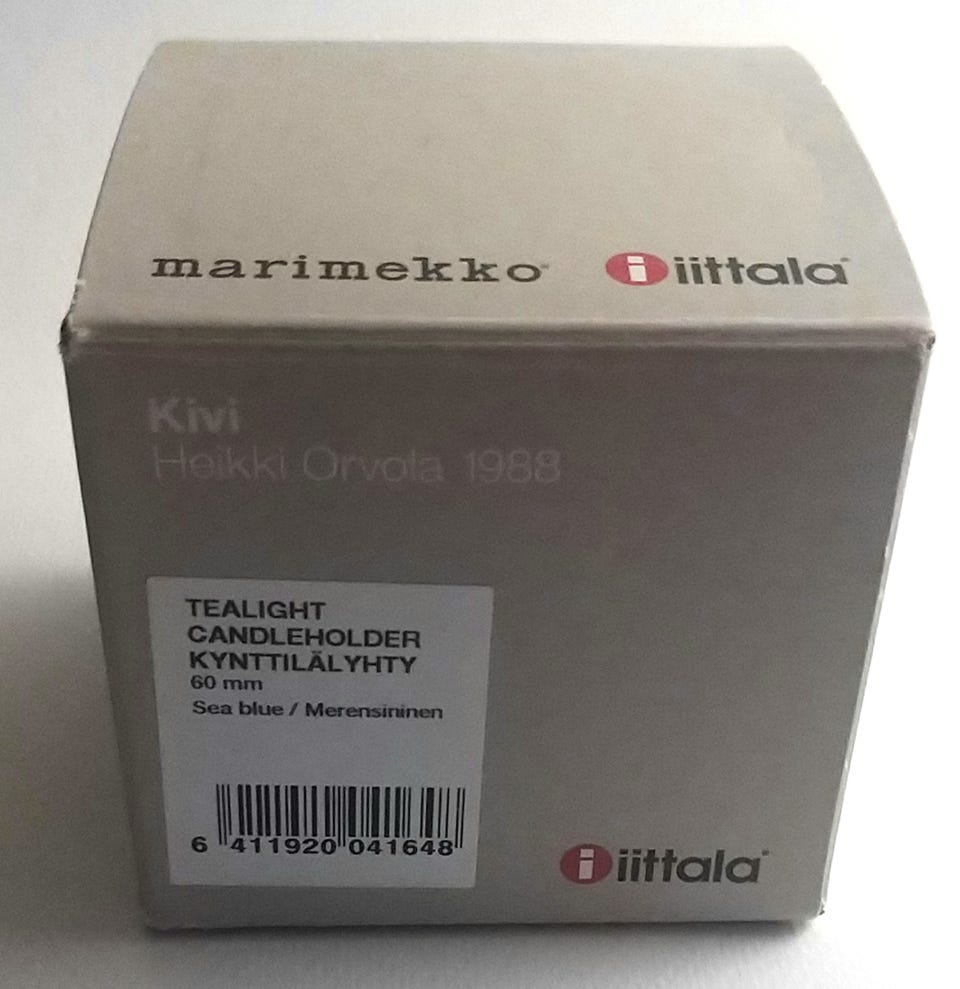 marimekko® iittala®
Kivi
Heikki Orvola 1988
TEALIGHT
CANDLEHOLDER
KYNTTILÄLYHTY
60 mm
Sea blue / Merensininen
6 411920 041648
iittala®